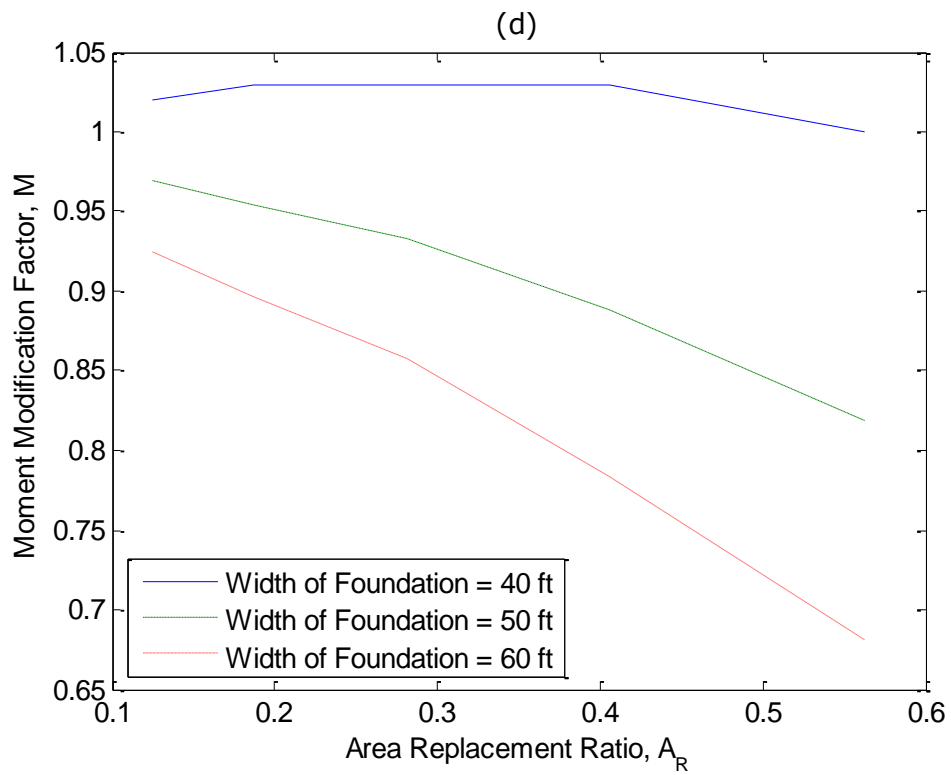 (d)
1.05
1
0.95
0.9
0.85
0.8
0.75
0.7
0.65
Moment Modification Factor, M
Width of Foundation = 40 ft
Width of Foundation = 50 ft
Width of Foundation = 60 ft
0.1 0.2 0.3 0.4 0.5 0.6
Area Replacement Ratio, A_R